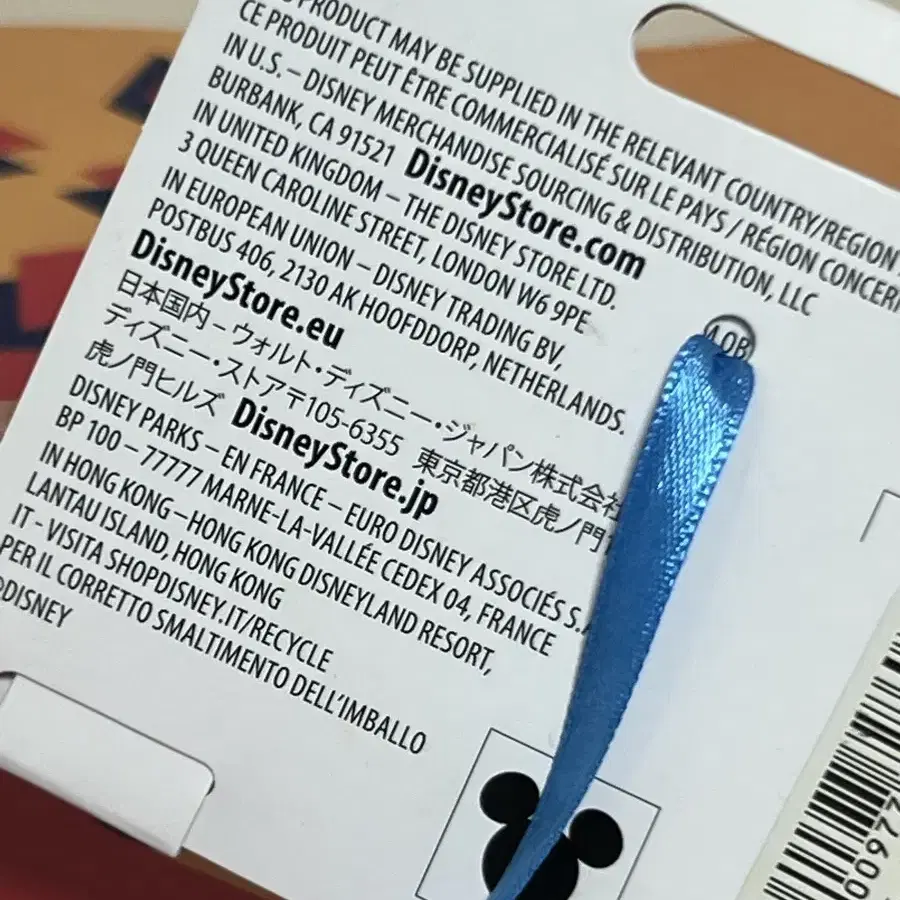 PRODUCT MAY BE SUPPLIED IN THE RELEVANT COUNTRY/REGION
CE PRODUIT PEUT ÊTRE COMMERCIALISÉ SUR LE PAYS / RÉGION
IN U.S. – DISNEY MERCHANDISE SOURCING & DISTRIBUTION, LLC
BURBANK, CA 91521 DisneyStore.com
IN UNITED KINGDOM – THE DISNEY STORE LTD.
3 QUEEN CAROLINE STREET, LONDON W6 9PE
IN EUROPEAN UNION – DISNEY TRADING BV,
POSTBUS 406, 2130 AK HOOFDDORP, NETHERLANDS.
DisneyStore.eu
日本国内－ウォルト・ディズニー・ジャパン株式会社
ディズニー・ストア〒105-6355 東京都港区虎ノ門
虎ノ門ヒルズ DisneyStore.jp
DISNEY PARKS – EN FRANCE – EURO DISNEY ASSOCIÉS S.
BP 100 – 77777 MARNE-LA-VALLÉE CEDEX 04, FRANCE
IN HONG KONG – HONG KONG DISNEYLAND RESORT,
LANTAU ISLAND, HONG KONG
IT - VISITA SHOPDISNEY.IT/RECYCLE
PER IL CORRETTO SMALTIMENTO DELL'IMBALLO
©DISNEY
00977